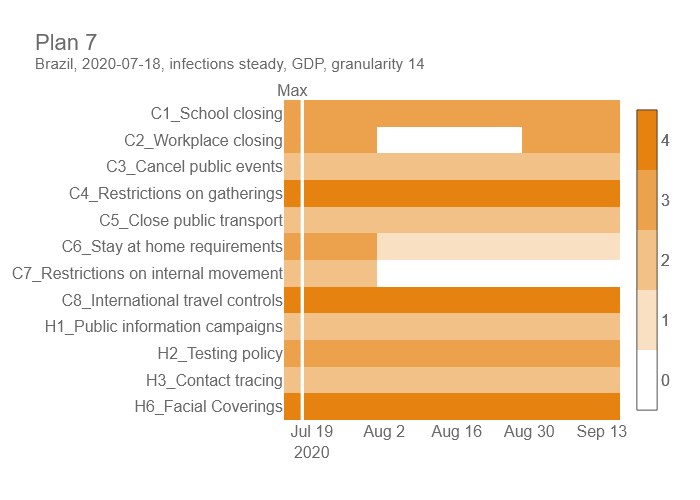 Plan 7
Brazil, 2020-07-18, infections steady, GDP, granularity 14
Max
C1_School closing
C2_Workplace closing
C3_Cancel public events
C4_Restrictions on gatherings
C5_Close public transport
C6_Stay at home requirements
C7_Restrictions on internal movement
C8_International travel controls
H1_Public information campaigns
H2_Testing policy
H3_Contact tracing
H6_Facial Coverings
4
3
2
1
0
Jul 19 Aug 2 Aug 16 Aug 30 Sep 13
2020